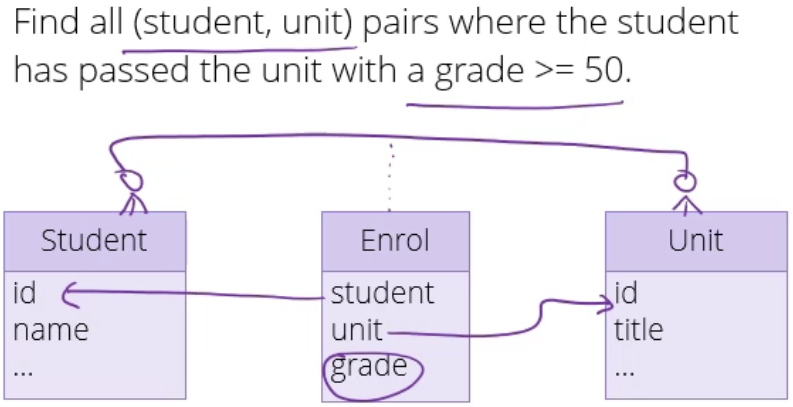 Find all (student, unit) pairs where the student
has passed the unit with a grade >= 50.
Student
id
name
...
Enrol
student
unit
grade
Unit
id
title
...